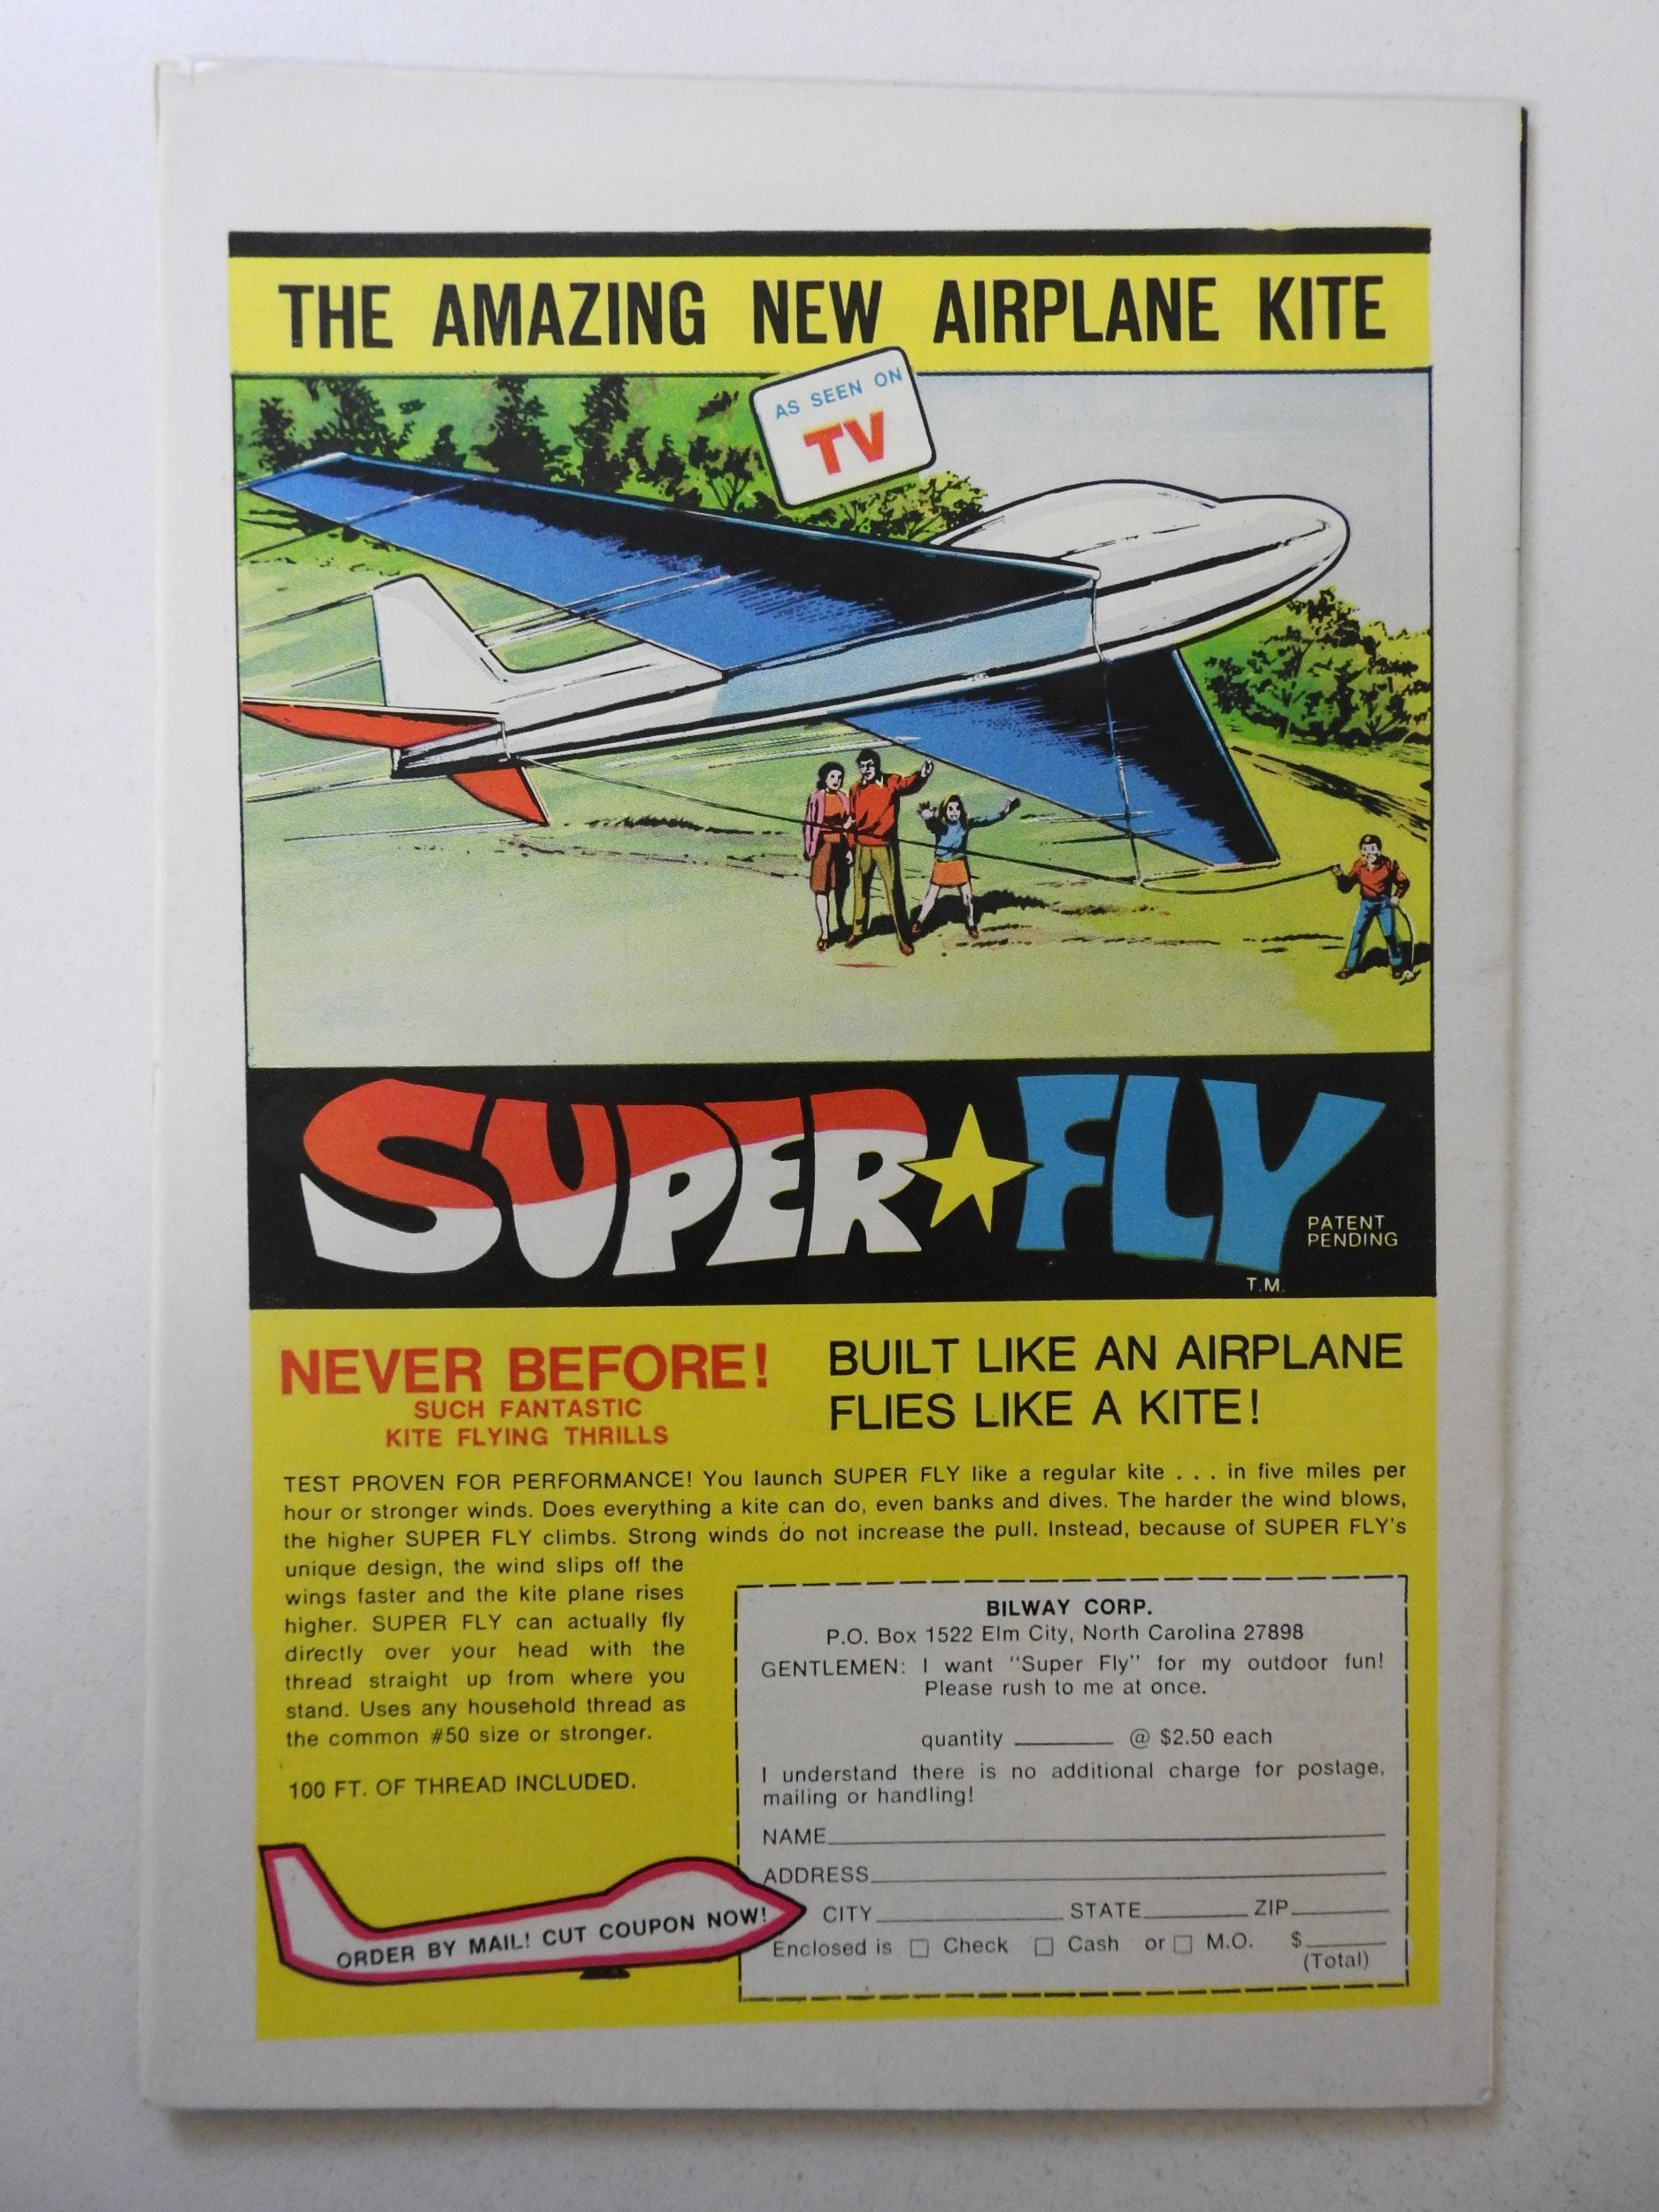 THE AMAZING NEW AIRPLANE KITE
AS SEEN ON
TV
SUPER FLY
PATENT
PENDING
T.M.
NEVER BEFORE!
SUCH FANTASTIC
KITE FLYING THRILLS
BUILT LIKE AN AIRPLANE
FLIES LIKE A KITE!
TEST PROVEN FOR PERFORMANCE! You launch SUPER FLY like a regular kite . . . in five miles per
hour or stronger winds. Does everything a kite can do, even banks and dives. The harder the wind blows,
the higher SUPER FLY climbs. Strong winds do not increase the pull. Instead, because of SUPER FLY's
unique design, the wind slips off the
wings faster and the kite plane rises
higher. SUPER FLY can actually fly
directly over your head with the
thread straight up from where you
stand. Uses any household thread as
the common #50 size or stronger.
100 FT. OF THREAD INCLUDED.
ORDER BY MAIL! CUT COUPON NOW!
BILWAY CORP.
P.O. Box 1522 Elm City, North Carolina 27898
GENTLEMEN: I want "Super Fly" for my outdoor fun!
Please rush to me at once.
quantity ________ @ $2.50 each
I understand there is no additional charge for postage,
mailing or handling!
NAME
ADDRESS
CITY STATE ZIP
Enclosed is □ Check □ Cash or □ M.O. $
(Total)